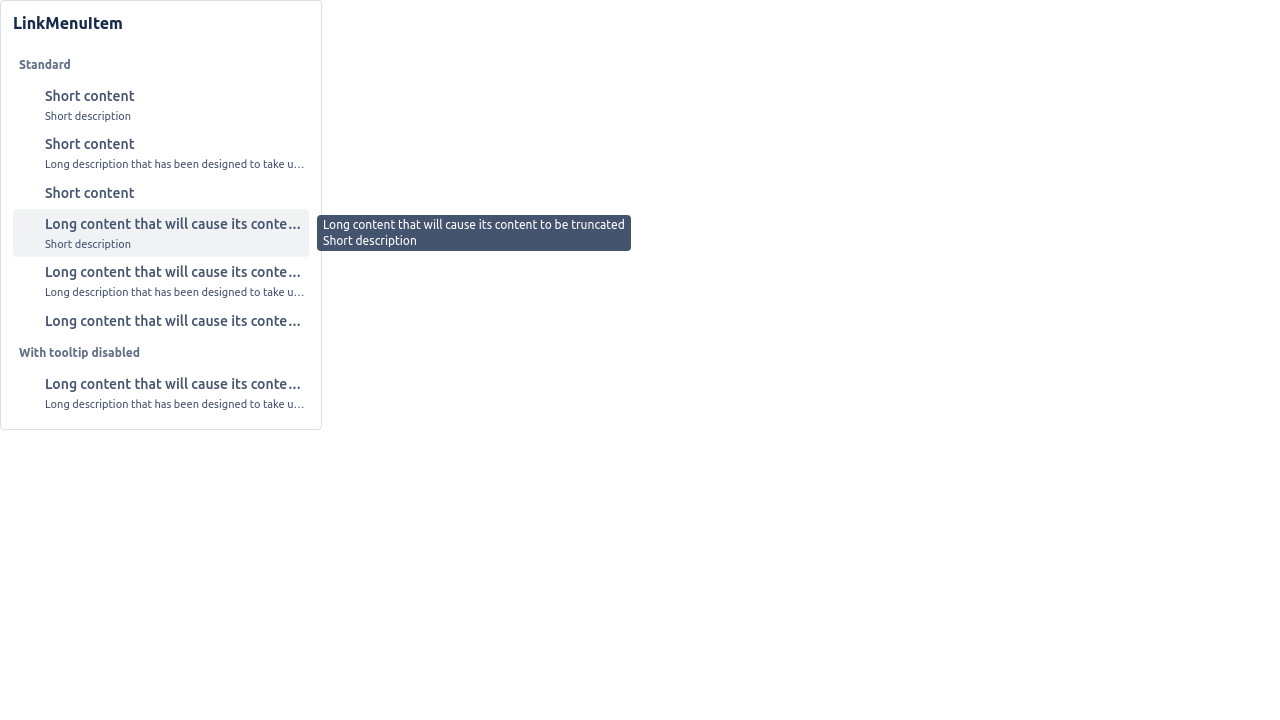 LinkMenuItem
Standard
Short content
Short description
Short content
Long description that has been designed to take u…
Short content
Long content that will cause its conte…
Short description
Long content that will cause its content to be truncated
Short description
Long content that will cause its conte…
Long description that has been designed to take u…
Long content that will cause its conte…
With tooltip disabled
Long content that will cause its conte…
Long description that has been designed to take u…